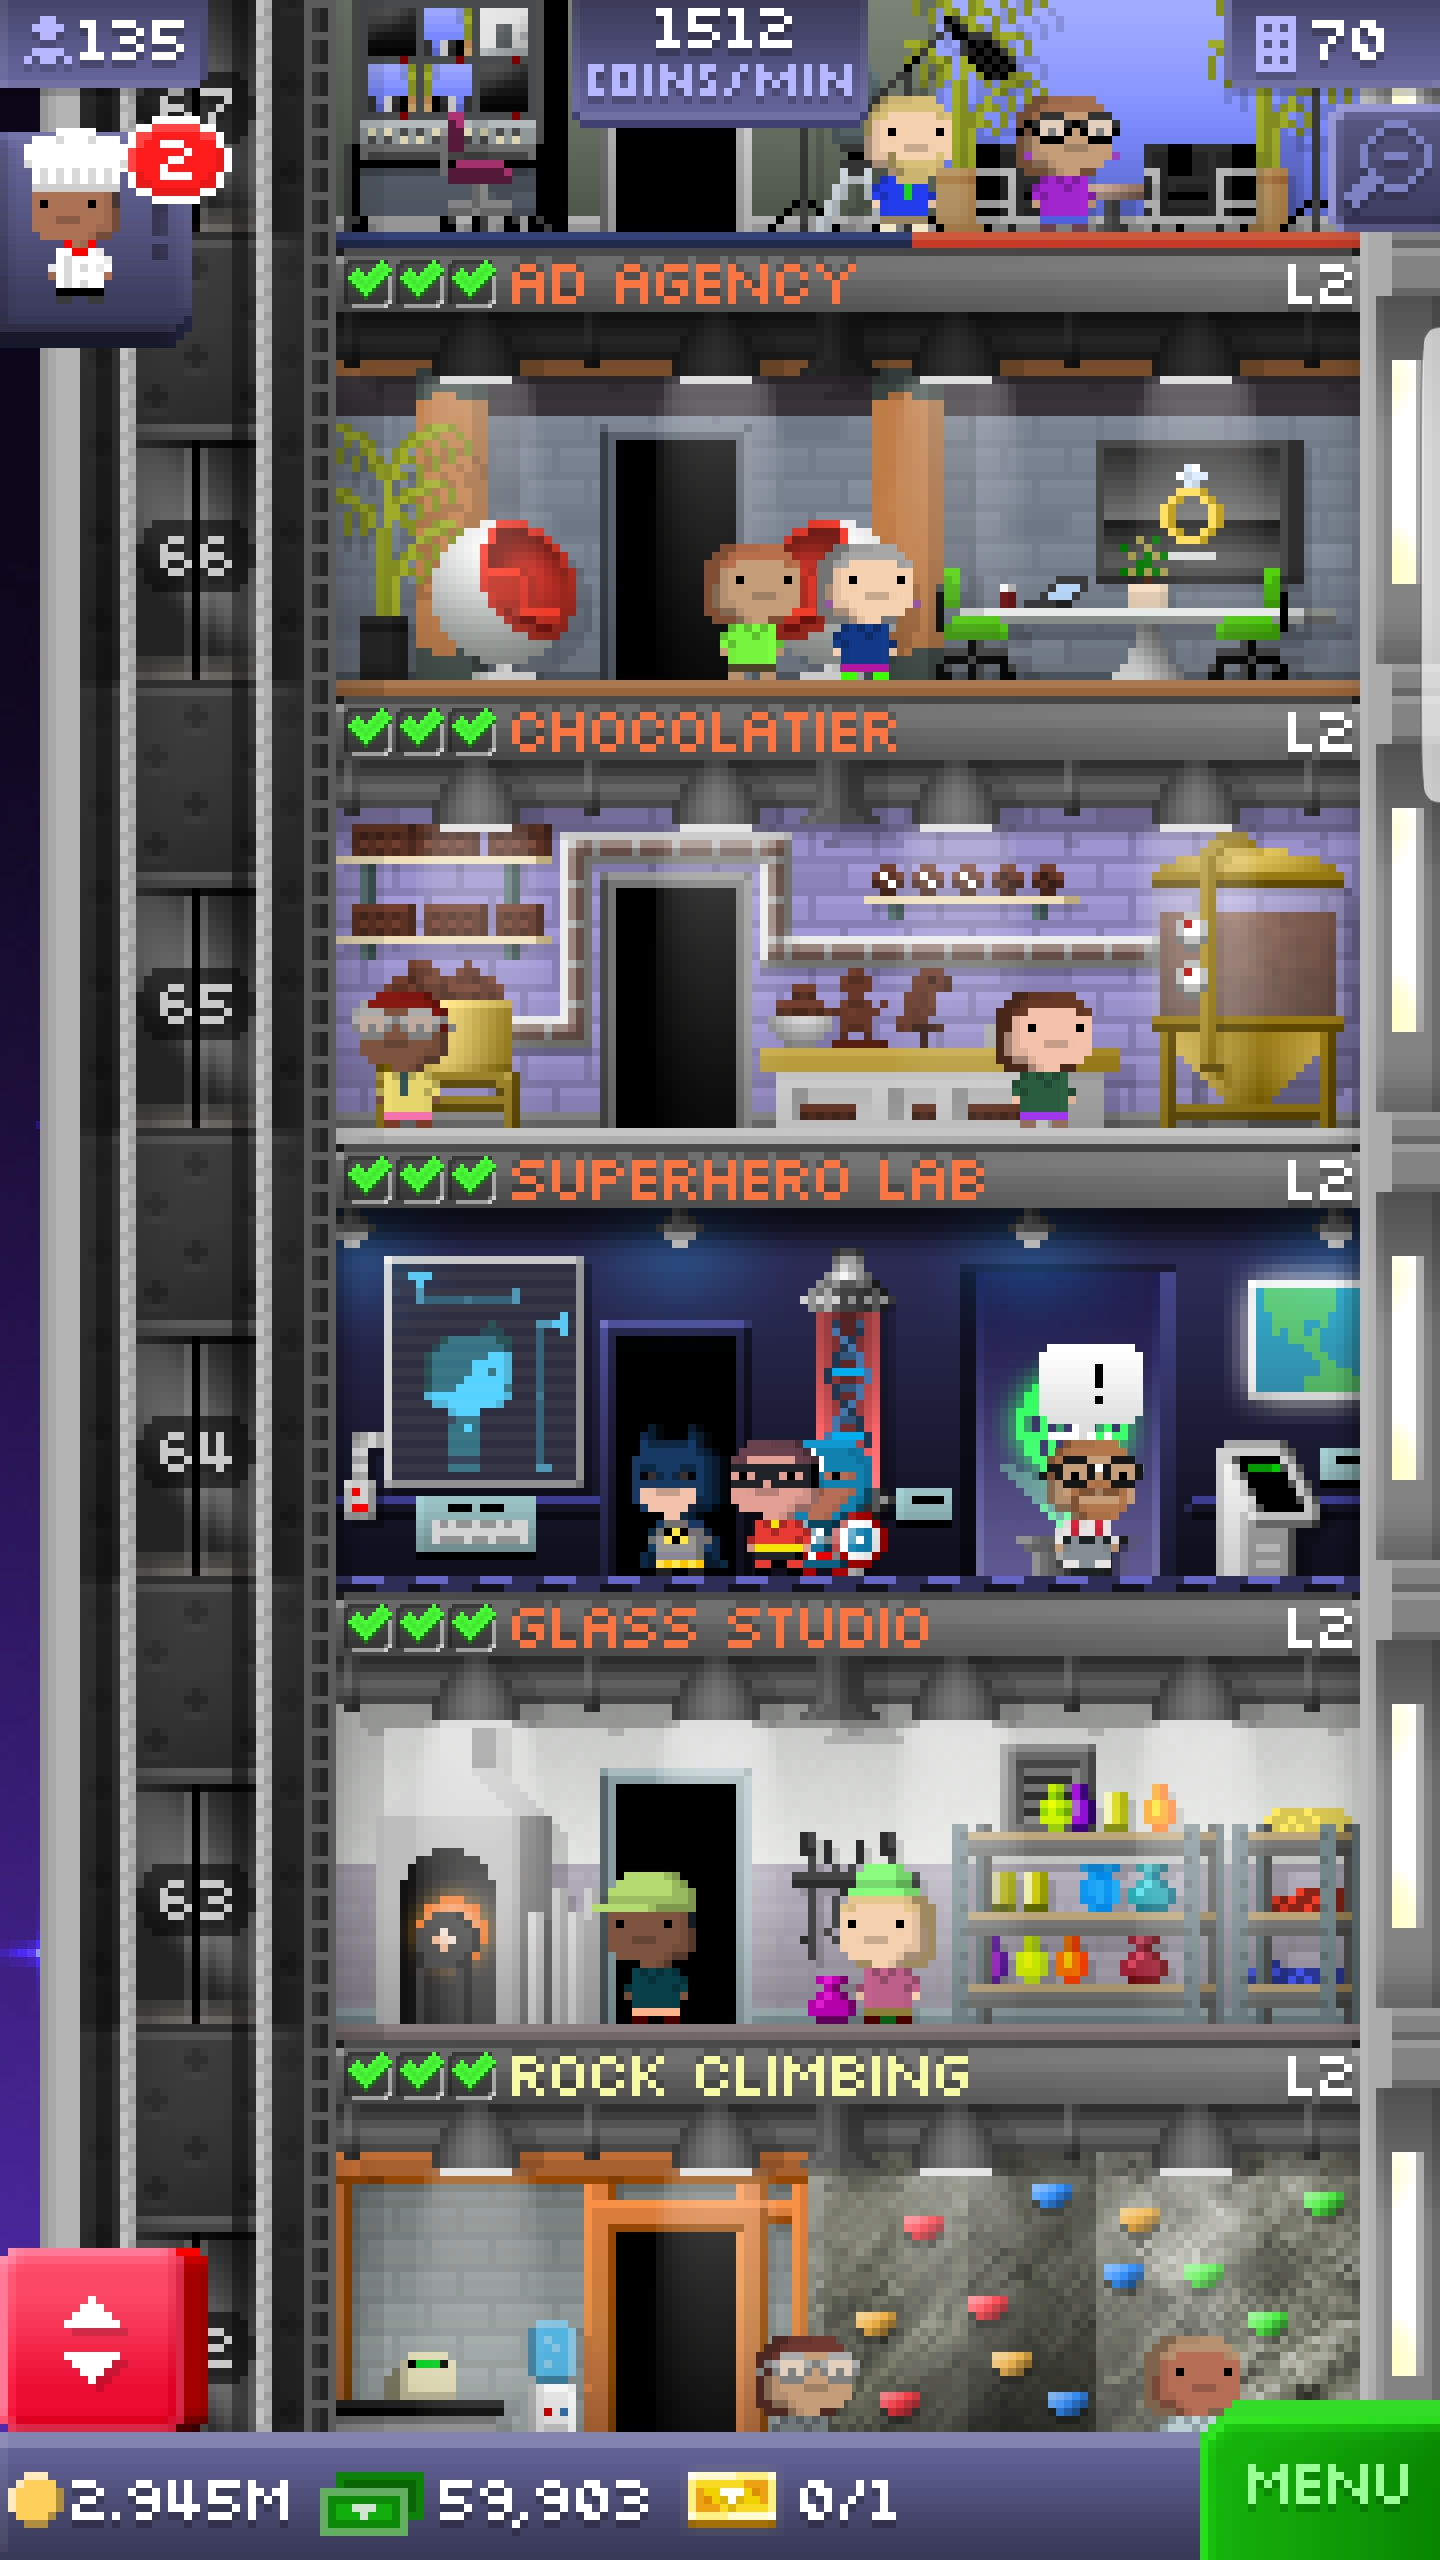 135
1512
COINS/MIN
70
67
2
AD AGENCY L2
66
CHOCOLATIER L2
65
SUPERHERO LAB L2
!
64
GLASS STUDIO L2
63
ROCK CLIMBING L2
2.945M 59,903 0/1
MENU